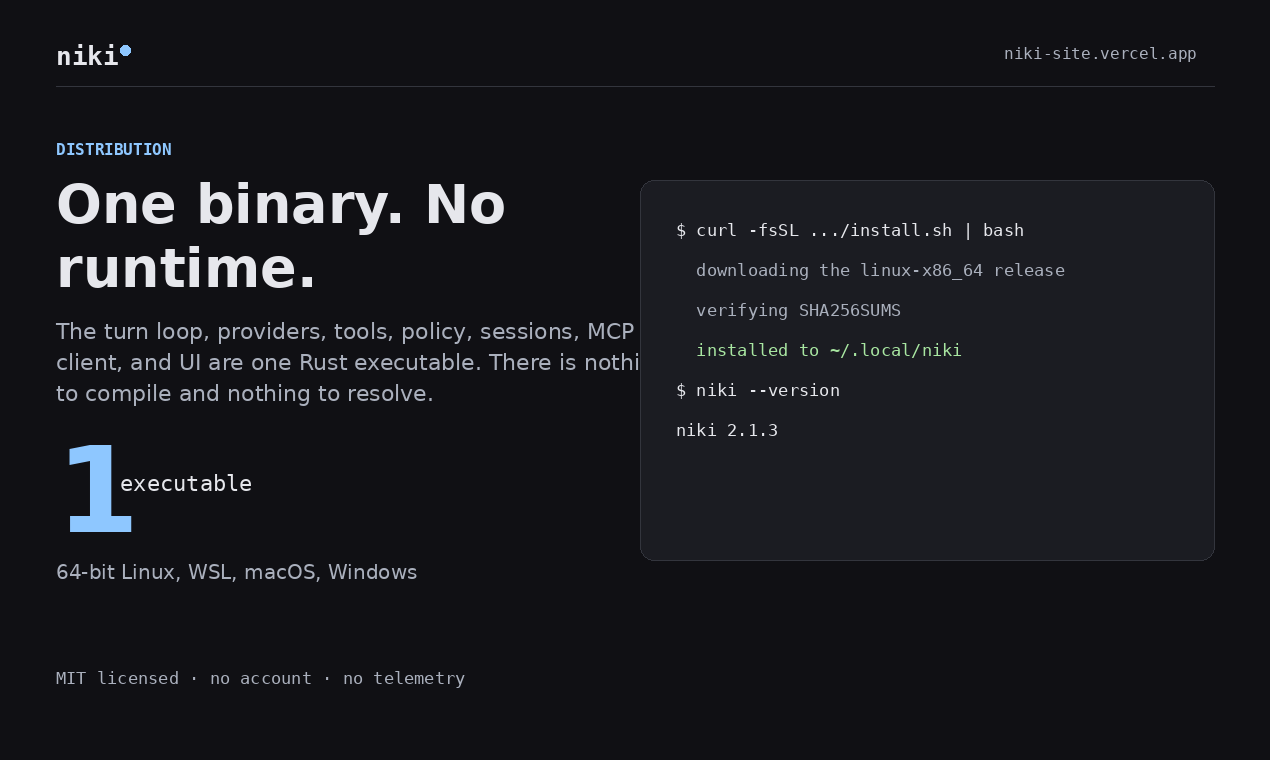 niki
niki-site.vercel.app
DISTRIBUTION
One binary. No
runtime.
The turn loop, providers, tools, policy, sessions, MCP
client, and UI are one Rust executable. There is nothi
to compile and nothing to resolve.
1 executable
64-bit Linux, WSL, macOS, Windows
$ curl -fsSL .../install.sh | bash
downloading the linux-x86_64 release
verifying SHA256SUMS
installed to ~/.local/niki
$ niki --version
niki 2.1.3
MIT licensed · no account · no telemetry